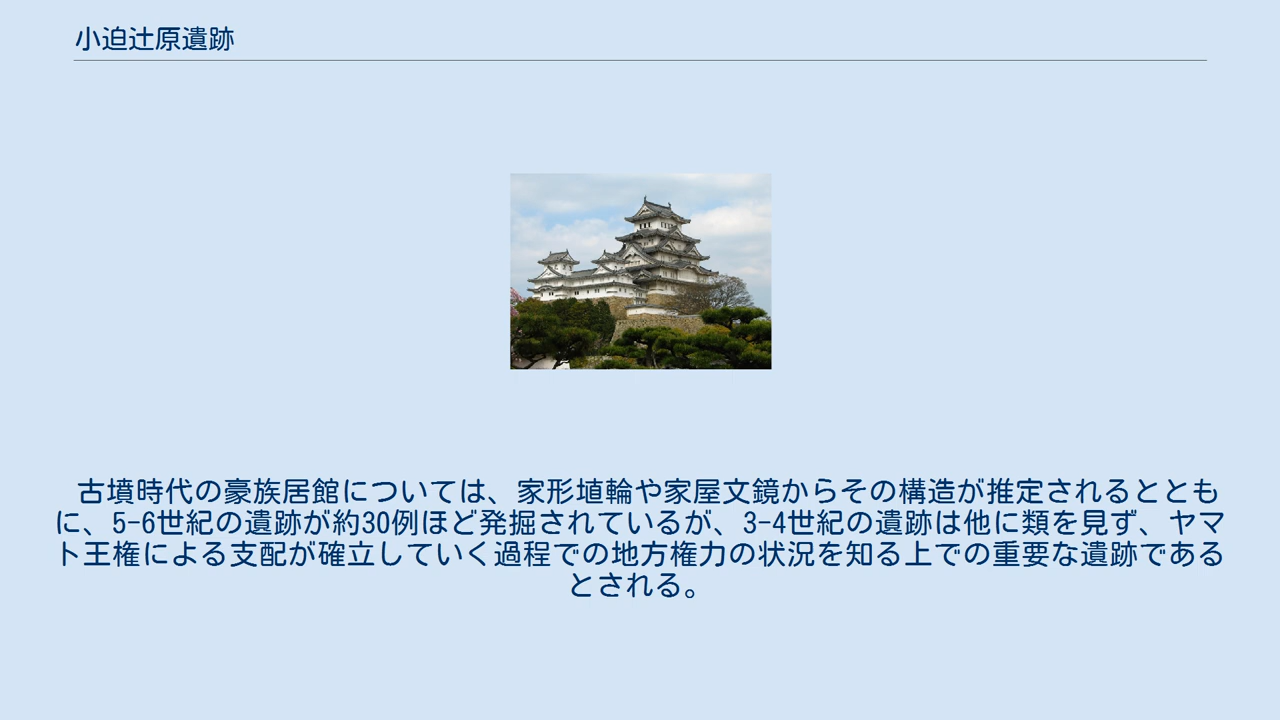 小迫辻原遺跡
古墳時代の豪族居館については、家形埴輪や家屋文鏡からその構造が推定されるととも
に、5-6世紀の遺跡が約30例ほど発掘されているが、3-4世紀の遺跡は他に類を見ず、ヤマ
ト王権による支配が確立していく過程での地方権力の状況を知る上での重要な遺跡である
とされる。